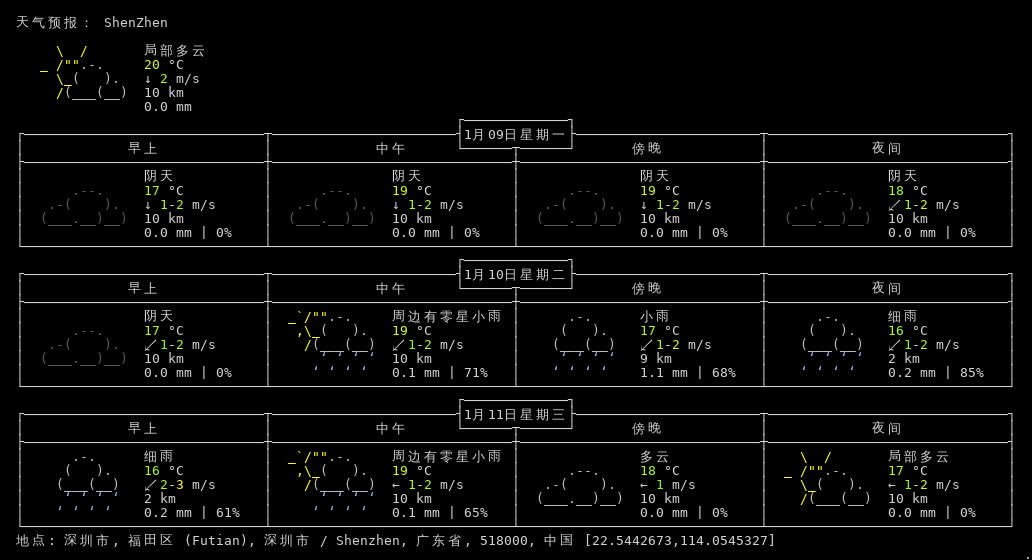 天气预报： ShenZhen
局部多云
20 °C
↓ 2 m/s
10 km
0.0 mm
1月09日星期一
早上 中午 傍晚 夜间
阴天 阴天 阴天 阴天
17 °C 19 °C 19 °C 18 °C
↓ 1-2 m/s ↓ 1-2 m/s ↓ 1-2 m/s ↙ 1-2 m/s
10 km 10 km 10 km 10 km
0.0 mm | 0% 0.0 mm | 0% 0.0 mm | 0% 0.0 mm | 0%
1月10日星期二
早上 中午 傍晚 夜间
阴天 周边有零星小雨 小雨 细雨
17 °C 19 °C 17 °C 16 °C
↙ 1-2 m/s ↙ 1-2 m/s ↙ 1-2 m/s ↙ 1-2 m/s
10 km 10 km 9 km 2 km
0.0 mm | 0% 0.1 mm | 71% 1.1 mm | 68% 0.2 mm | 85%
1月11日星期三
早上 中午 傍晚 夜间
细雨 周边有零星小雨 多云 局部多云
16 °C 19 °C 18 °C 17 °C
↙ 2-3 m/s ← 1-2 m/s ← 1 m/s ← 1-2 m/s
2 km 10 km 10 km 10 km
0.2 mm | 61% 0.1 mm | 65% 0.0 mm | 0% 0.0 mm | 0%
地点: 深圳市, 福田区 (Futian), 深圳市 / Shenzhen, 广东省, 518000, 中国 [22.5442673,114.0545327]